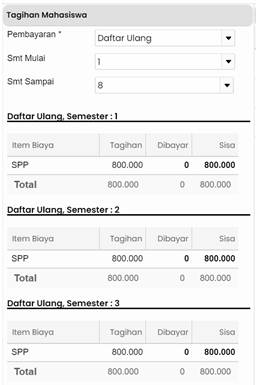 Tagihan Mahasiswa
Pembayaran * Daftar Ulang
Smt Mulai 1
Smt Sampai 8
Daftar Ulang, Semester : 1
Item Biaya Tagihan Dibayar Sisa
SPP 800.000 0 800.000
Total 800.000 0 800.000
Daftar Ulang, Semester : 2
Item Biaya Tagihan Dibayar Sisa
SPP 800.000 0 800.000
Total 800.000 0 800.000
Daftar Ulang, Semester : 3
Item Biaya Tagihan Dibayar Sisa
SPP 800.000 0 800.000
Total 800.000 0 800.000